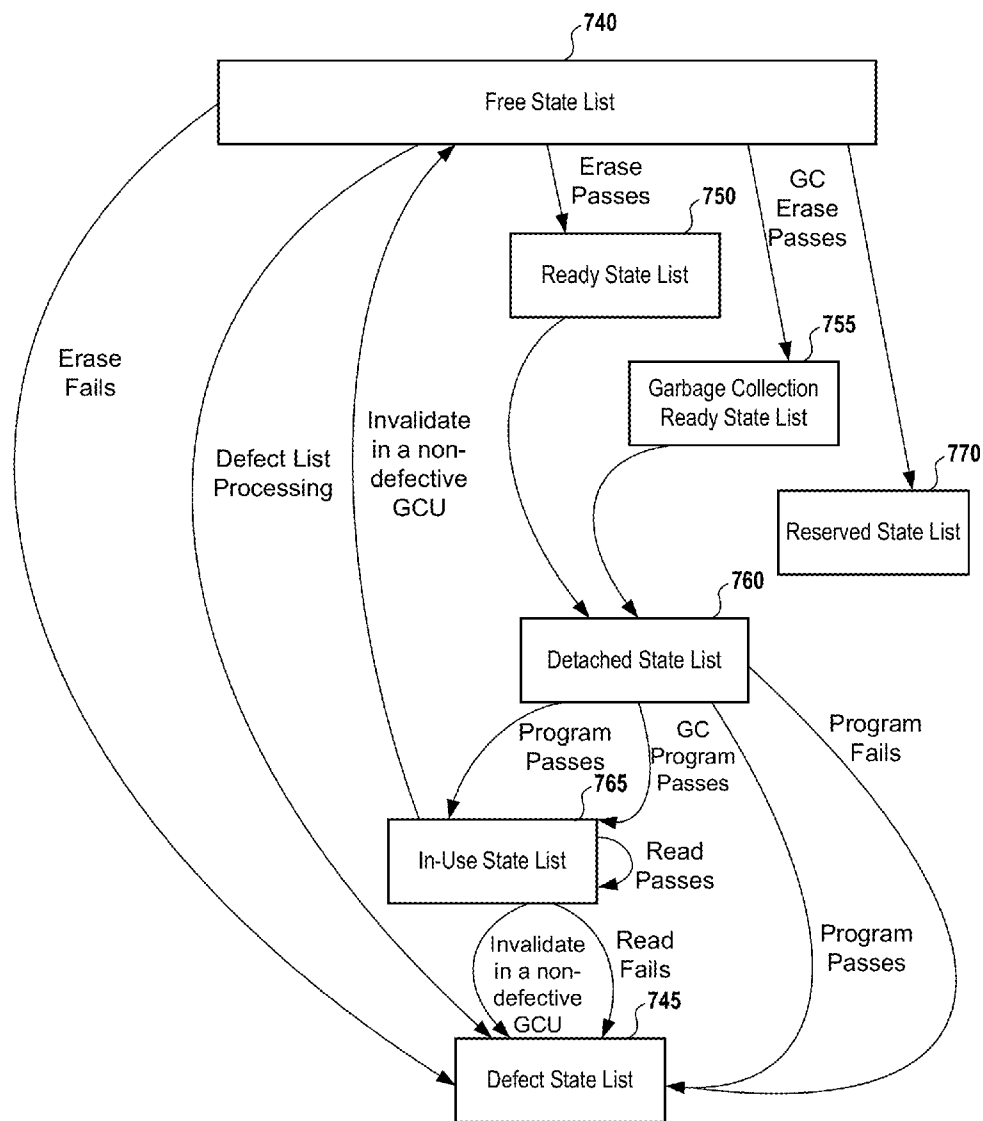 740
Free State List
Erase
Passes
GC
Erase
Passes
750
Ready State List
755
Garbage Collection
Ready State List
Erase
Fails
Defect List
Processing
Invalidate
in a non-
defective
GCU
770
Reserved State List
760
Detached State List
Program
Passes
GC
Program
Passes
Program
Fails
765
In-Use State List
Read
Passes
Invalidate
in a non-
defective
GCU
Read
Fails
Program
Passes
745
Defect State List